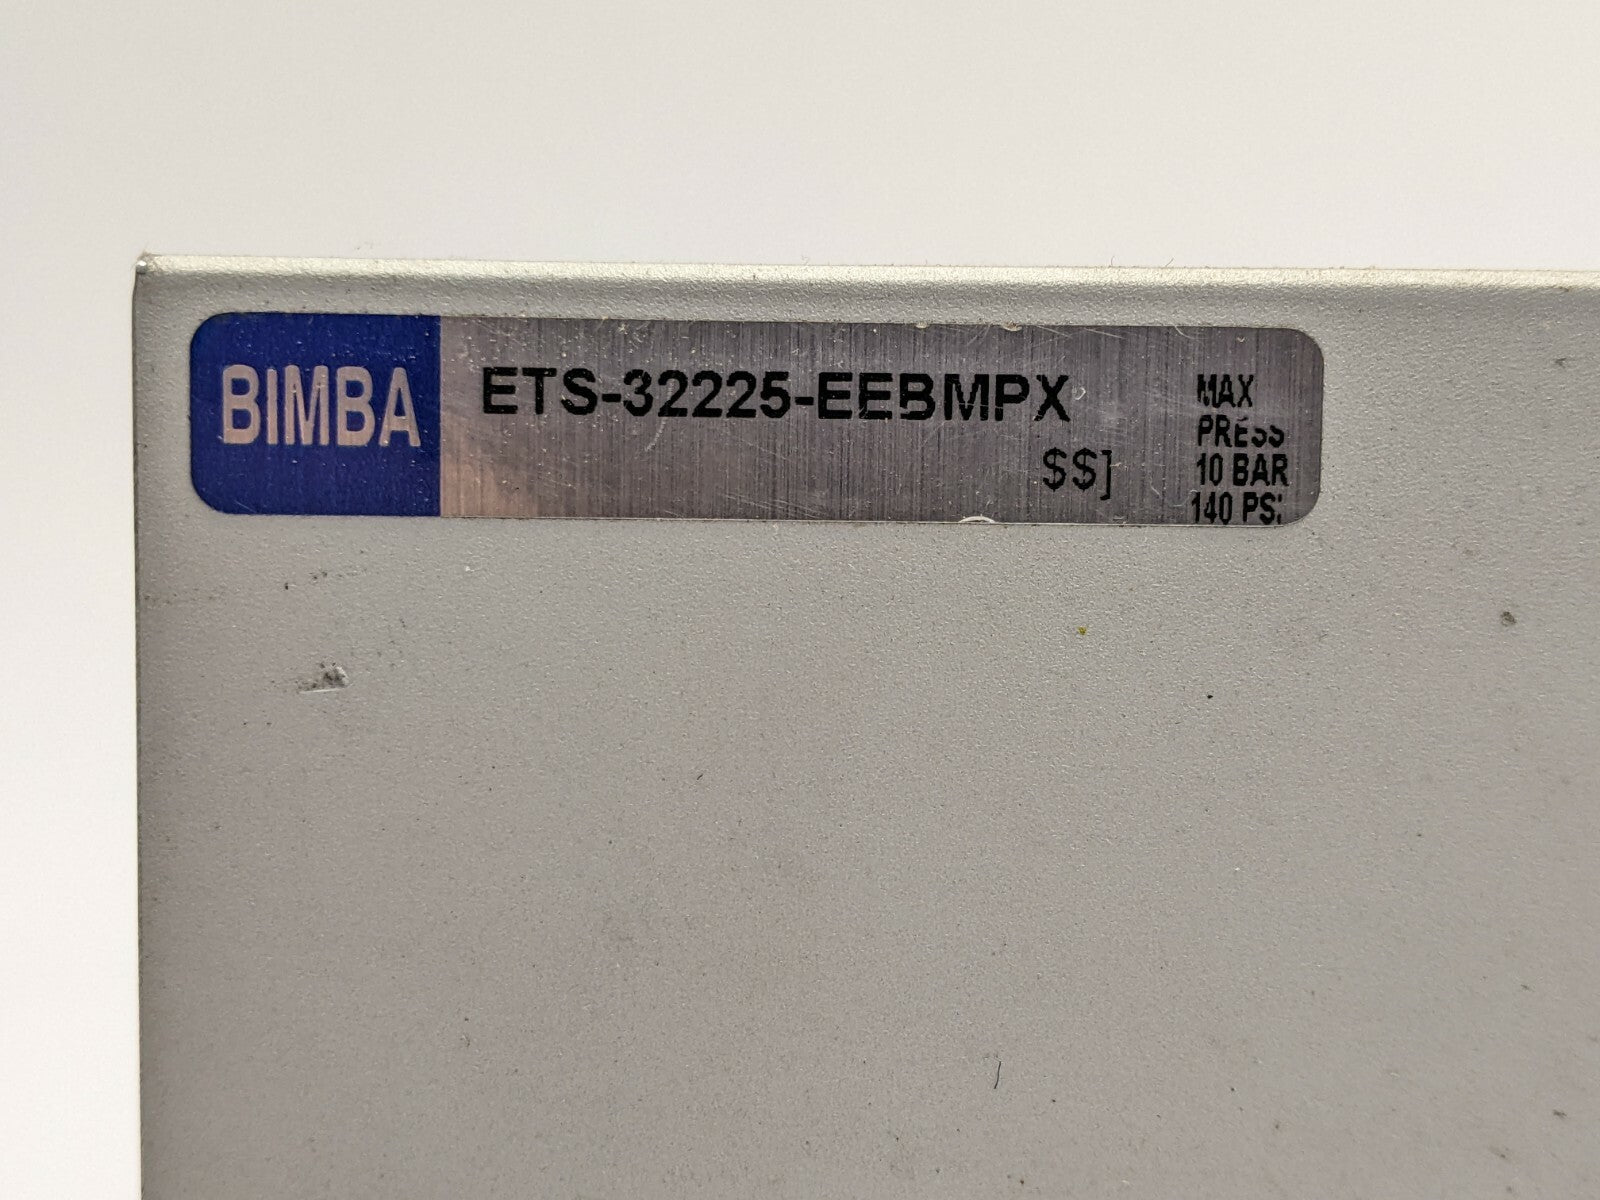 BIMBA
ETS-32225-EEBMPX
$$]
MAX
PRESS
10 BAR
140 PSI